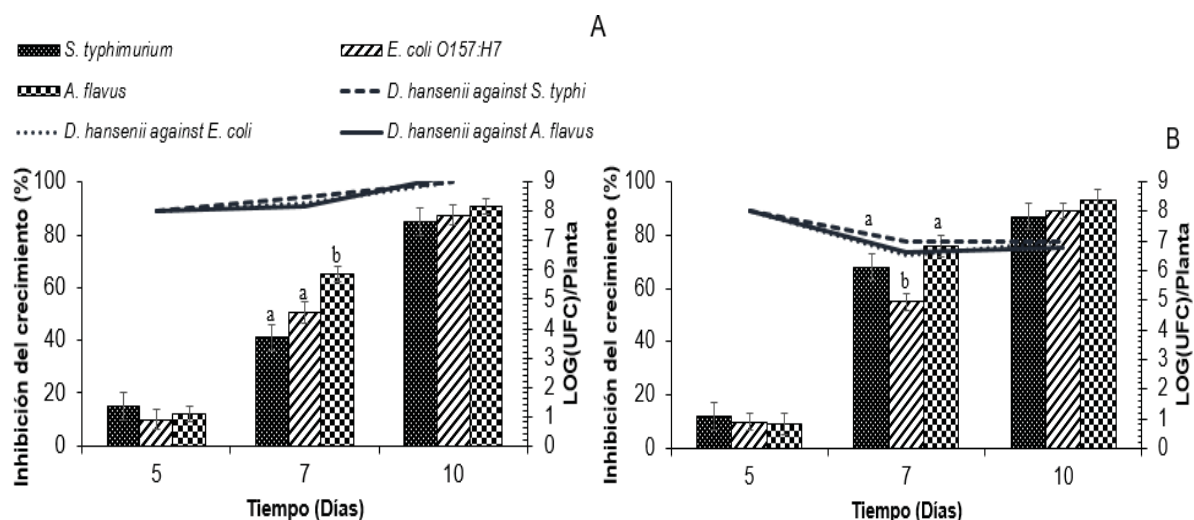 A
S. typhimurium
E. coli O157:H7
A. flavus
D. hansenii against S. typhi
D. hansenii against E. coli
D. hansenii against A. flavus
Inhibición del crecimiento (%)
100
80
60
40
20
0
a
a
b
9
8
7
6
5
4
3
2
1
0
LOG(UFC)/Planta
5
7
10
Tiempo (Días)
B
Inhibición del crecimiento (%)
100
80
60
40
20
0
a
b
a
9
8
7
6
5
4
3
2
1
0
LOG(UFC)/Planta
5
7
10
Tiempo (Días)